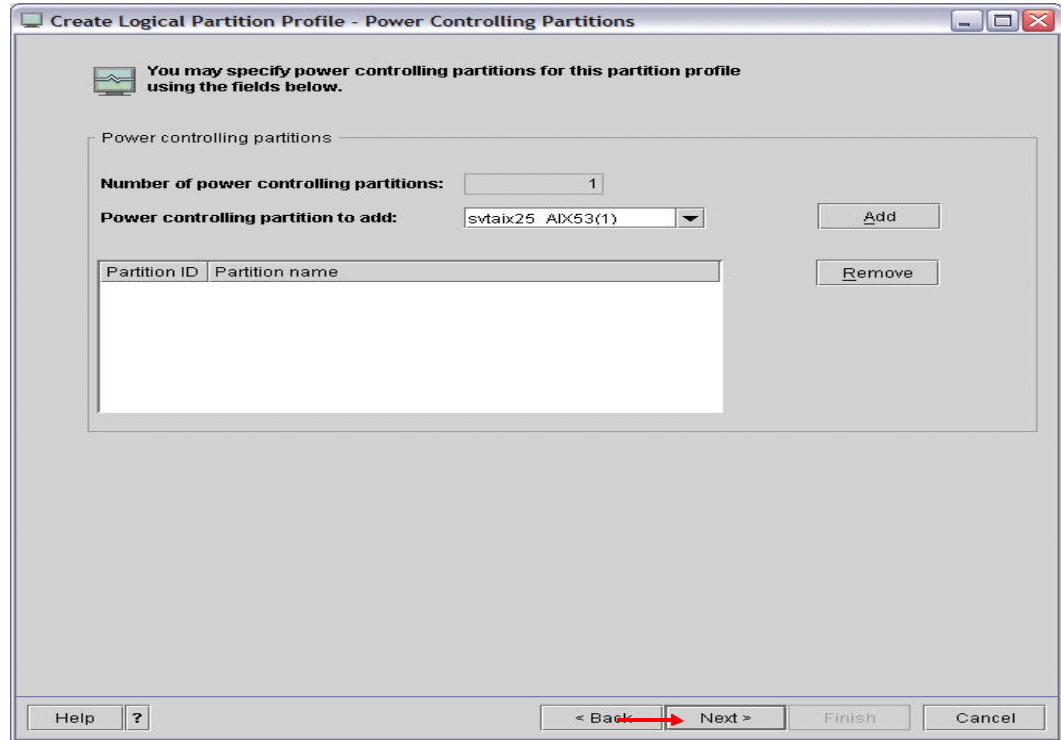 Create Logical Partition Profile - Power Controlling Partitions
You may specify power controlling partitions for this partition profile
using the fields below.
Power controlling partitions
Number of power controlling partitions: 1
Power controlling partition to add: svtaix25 AIX53(1) Add
Partition ID Partition name Remove
Help ? < Back Next > Finish Cancel